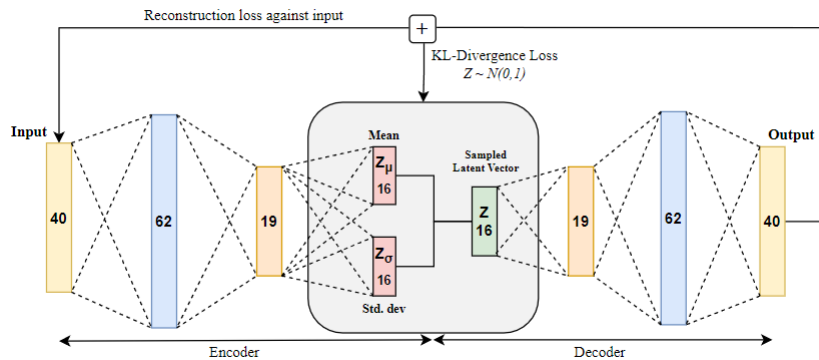 Reconstruction loss against input
+
KL-Divergence Loss
Z ~ N(0,1)
Input
Mean
Sampled
Latent Vector
Output
40
62
19
Zμ
16
Zσ
16
Std. dev
Z
16
19
62
40
Encoder
Decoder